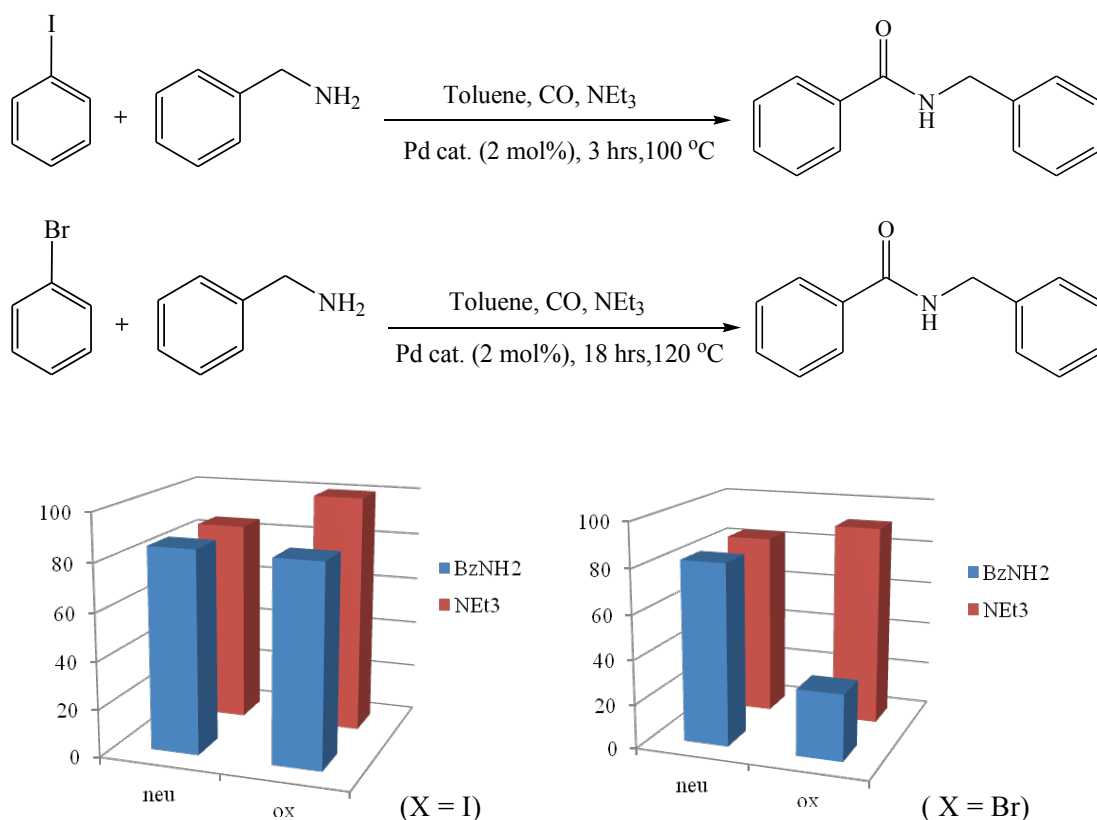 I
+
NH2
Toluene, CO, NEt3
Pd cat. (2 mol%), 3 hrs,100 °C
O
N
H
Br
+
NH2
Toluene, CO, NEt3
Pd cat. (2 mol%), 18 hrs,120 °C
O
N
H
100
80
60
40
20
0
neu
ox
BzNH2
NEt3
(X = I)
100
80
60
40
20
0
neu
ox
BzNH2
NEt3
( X = Br)